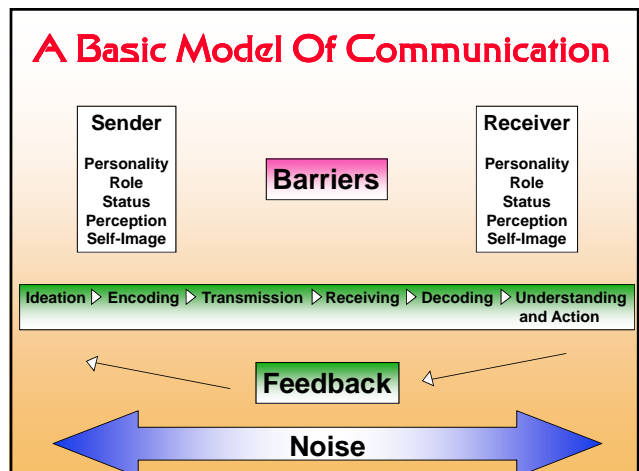 A Basic Model Of Communication
Sender
Personality
Role
Status
Perception
Self-Image
Barriers
Receiver
Personality
Role
Status
Perception
Self-Image
Ideation Encoding Transmission Receiving Decoding Understanding
and Action
Feedback
Noise